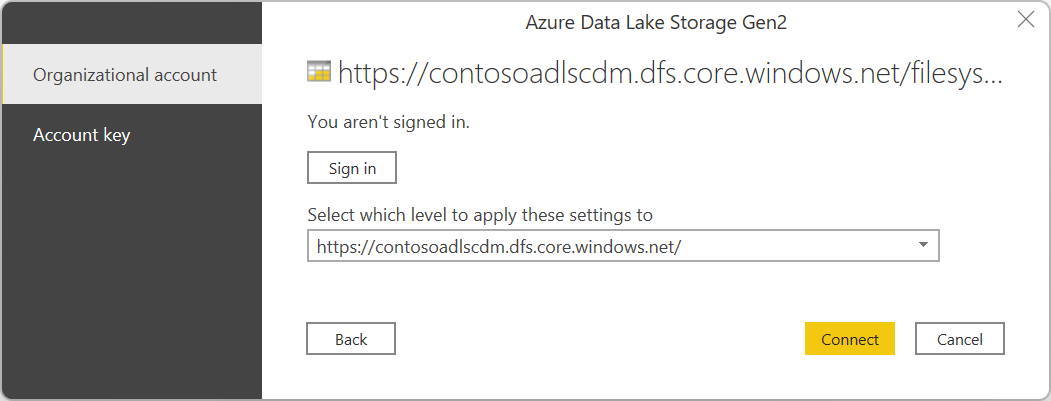 Azure Data Lake Storage Gen2
Organizational account
Account key
https://contosoadlscdm.dfs.core.windows.net/filesys...
You aren't signed in.
Sign in
Select which level to apply these settings to
https://contosoadlscdm.dfs.core.windows.net/
Back
Connect
Cancel